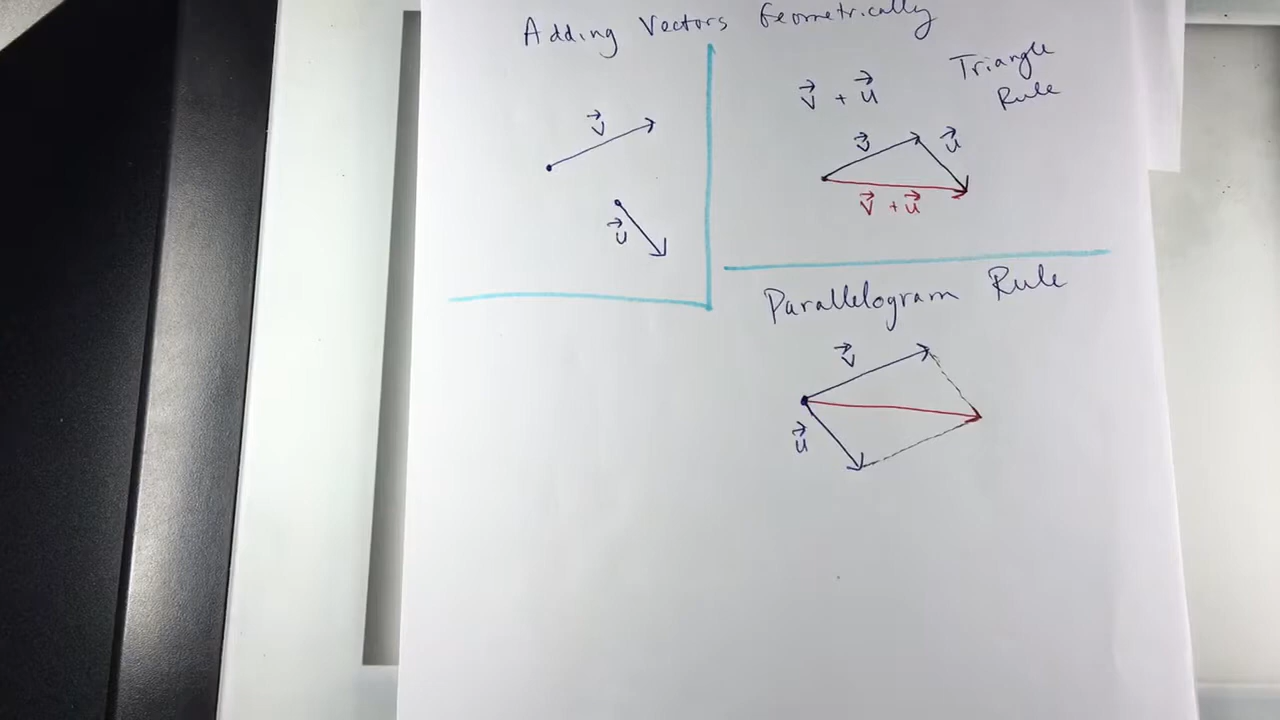 Adding Vectors Geometrically
v⃗
u⃗
v⃗ + u⃗
Triangle
Rule
v⃗
u⃗
v⃗ + u⃗
Parallelogram Rule
v⃗
u⃗